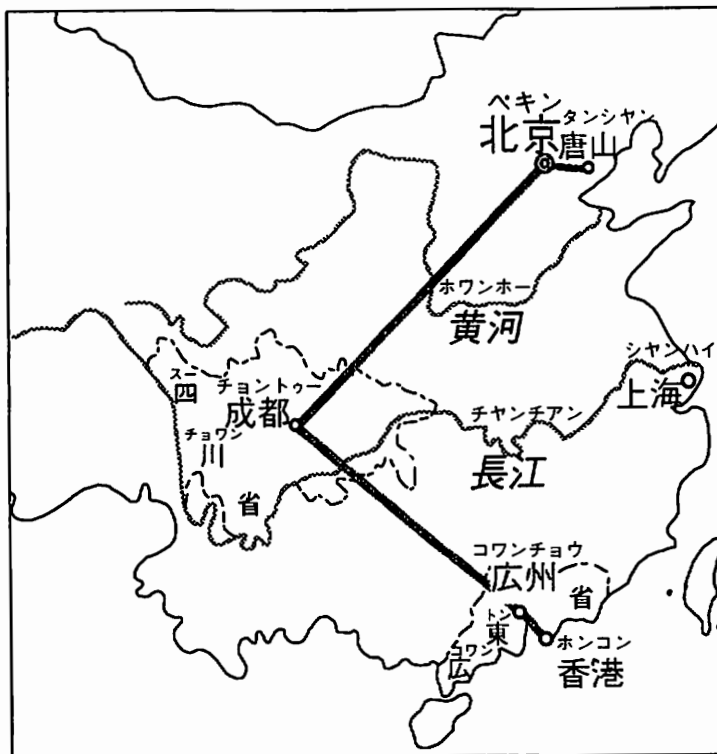 ペキン
北京
タンシャン
唐山
ホワンホー
黄河
シャンハイ
上海
スー
四
チョワン
川
省
チョントゥー
成都
チャンチアン
長江
コワンチョウ
広州
コワン
広
トン
東
省
ホンコン
香港